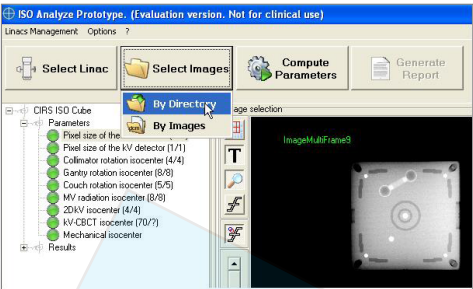 ISO Analyze Prototype. (Evaluation version. Not for clinical use)
Linacs Management Options ?
Select Linac
Select Images
Compute Parameters
Generate Report
By Directory
By Images
CIRS ISO Cube
Parameters
Pixel size of the
Pixel size of the kV detector (1/1)
Collimator rotation isocenter (4/4)
Gantry rotation isocenter (8/8)
Couch rotation isocenter (5/5)
MV radiation isocenter (8/8)
2DkV isocenter (4/4)
kV-CBCT isocenter (70/?)
Mechanical isocenter
Results
age selection
T
ImageMultiFrame9